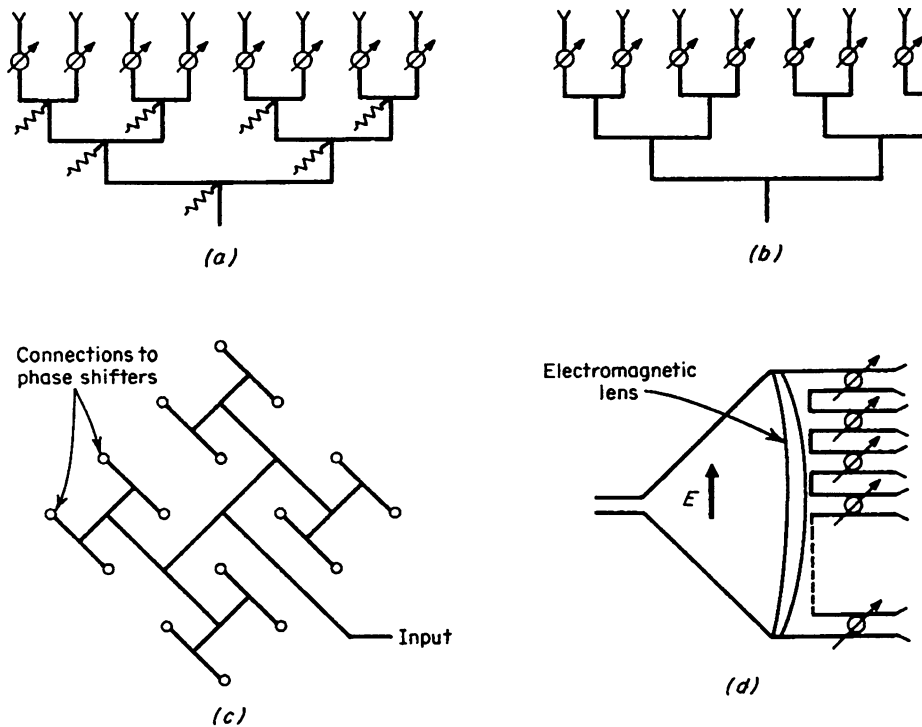 (a)
(b)
Connections to
phase shifters
Input
(c)
Electromagnetic
lens
E
(d)